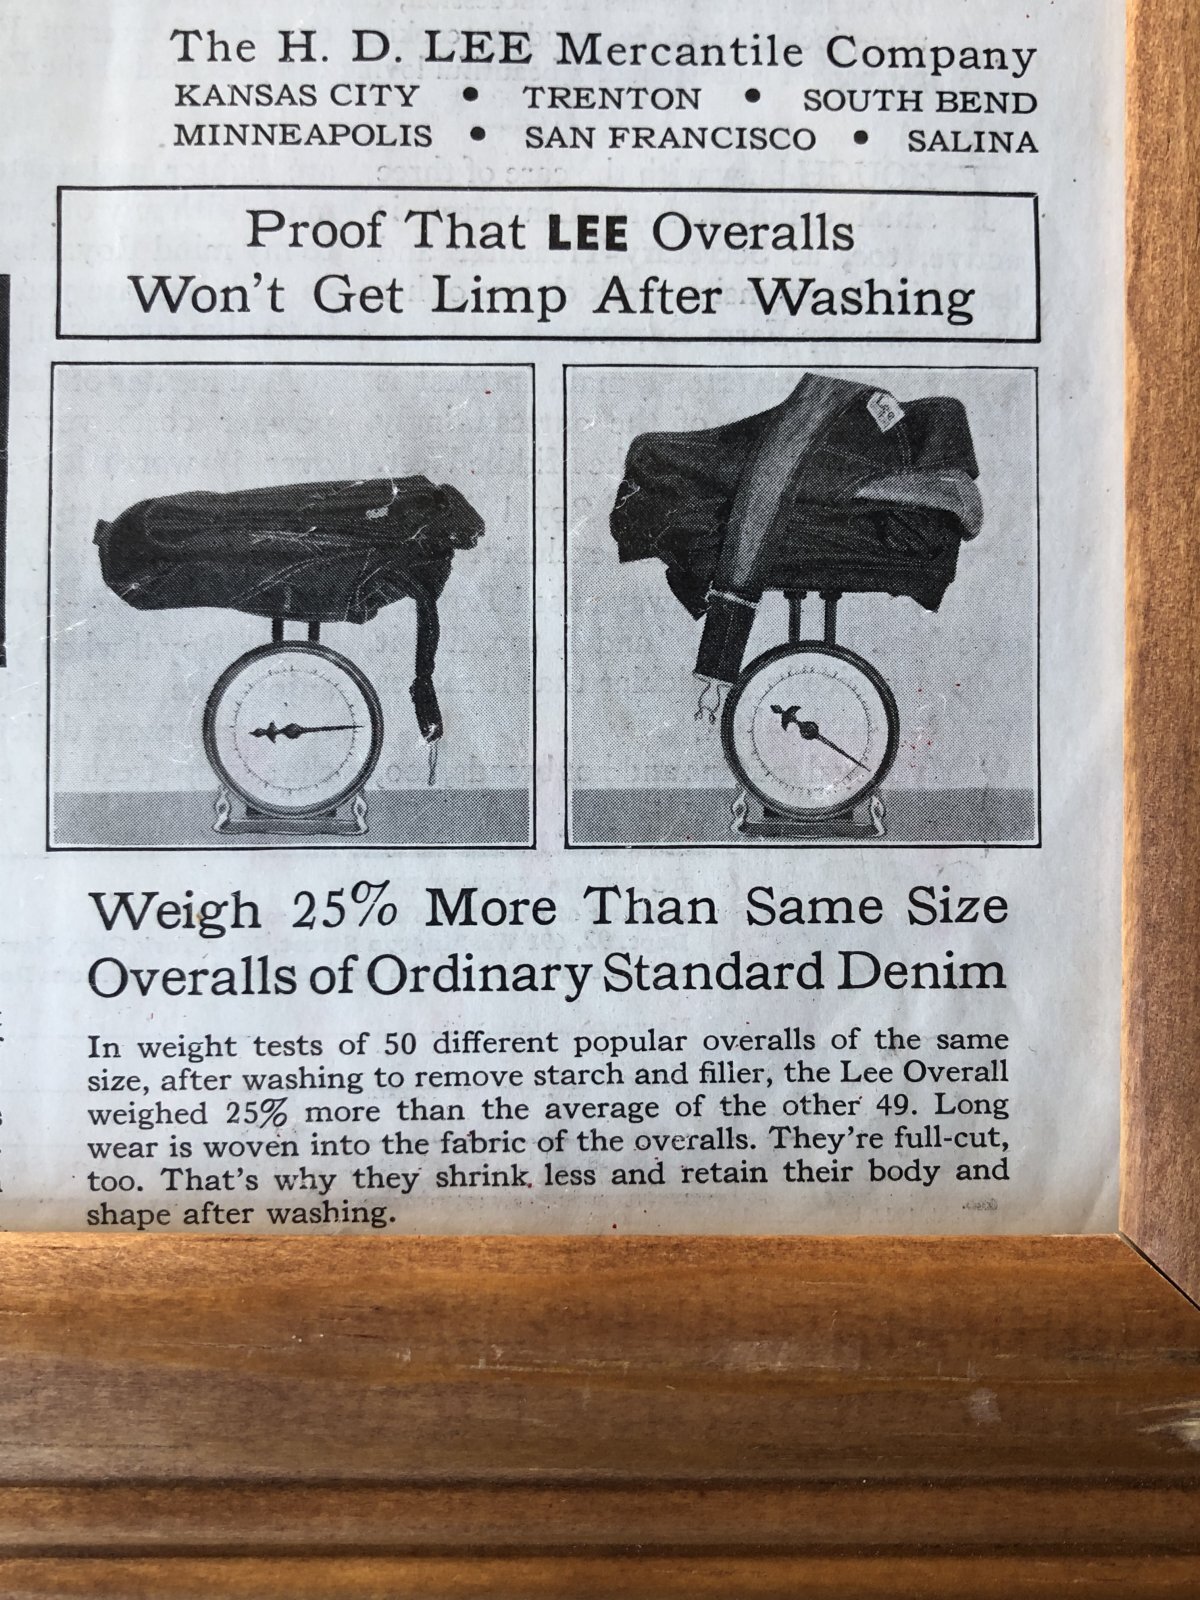 The H. D. LEE Mercantile Company
KANSAS CITY • TRENTON • SOUTH BEND
MINNEAPOLIS • SAN FRANCISCO • SALINA
Proof That LEE Overalls
Won't Get Limp After Washing
Lee
Weigh 25% More Than Same Size
Overalls of Ordinary Standard Denim
In weight tests of 50 different popular overalls of the same
size, after washing to remove starch and filler, the Lee Overall
weighed 25% more than the average of the other 49. Long
wear is woven into the fabric of the overalls. They're full-cut,
too. That's why they shrink less and retain their body and
shape after washing.